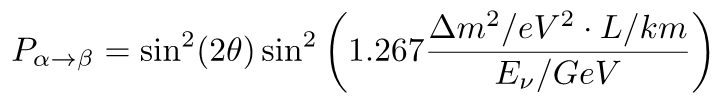 P_{\alpha \to \beta} = \sin^2(2\theta) \sin^2 \left( 1.267 \frac{\Delta m^2 / eV^2 \cdot L / km}{E_\nu / GeV} \right)